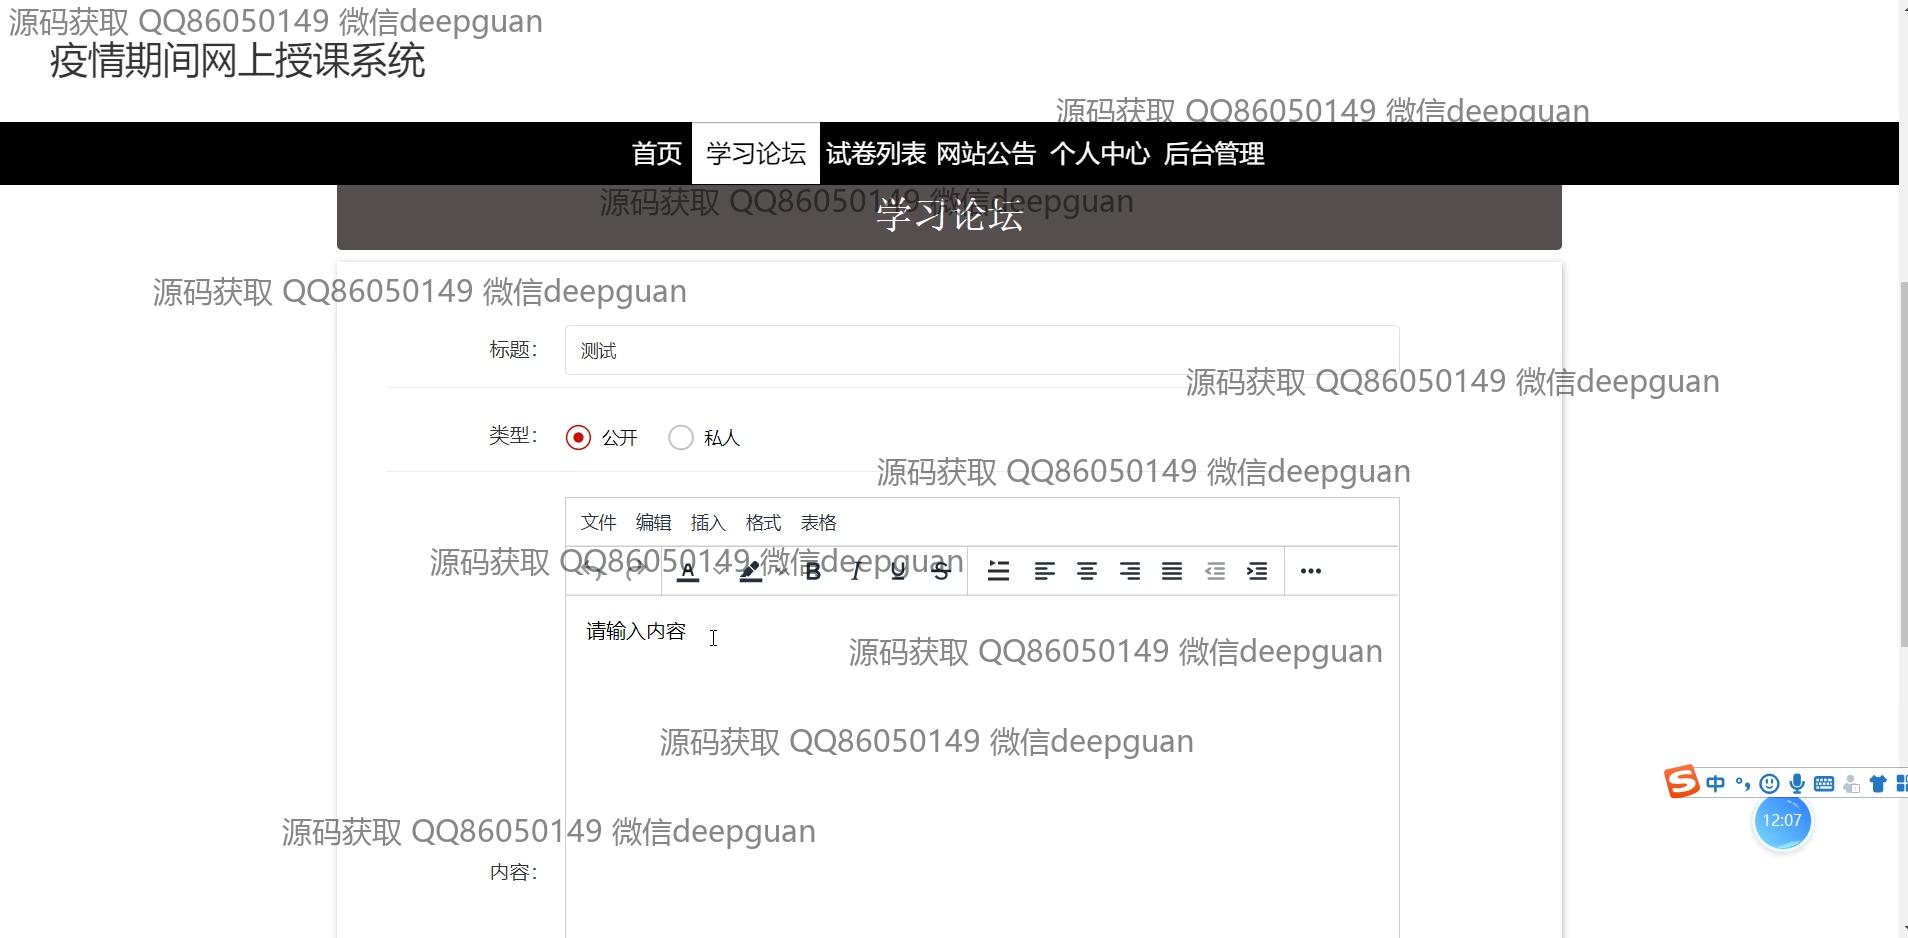 源码获取 QQ86050149 微信deepguan
疫情期间网上授课系统
源码获取 QQ86050149 微信deepguan
首页 学习论坛 试卷列表 网站公告 个人中心 后台管理
源码获取 QQ86050149 微信deepguan
学习论坛
源码获取 QQ86050149 微信deepguan
标题： 测试
源码获取 QQ86050149 微信deepguan
类型： 公开 私人
源码获取 QQ86050149 微信deepguan
文件 编辑 插入 格式 表格
源码获取 QQ86050149 微信deepguan
A B I U S
请输入内容
源码获取 QQ86050149 微信deepguan
源码获取 QQ86050149 微信deepguan
S 中
12:07
源码获取 QQ86050149 微信deepguan
内容：